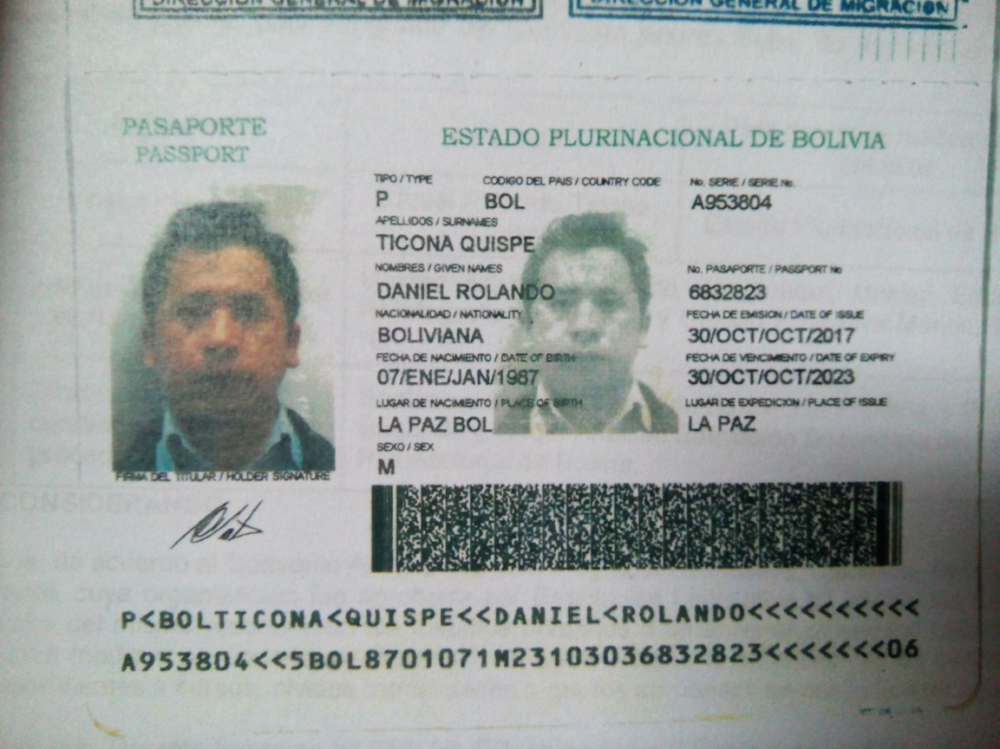 DIRECCION GENERAL DE MIGRACION
DIRECCION GENERAL DE MIGRACION
PASAPORTE
PASSPORT
ESTADO PLURINACIONAL DE BOLIVIA
TIPO / TYPE CODIGO DEL PAIS / COUNTRY CODE No. SERIE / SERIE No.
P BOL A953804
APELLIDOS / SURNAMES
TICONA QUISPE
NOMBRES / GIVEN NAMES No. PASAPORTE / PASSPORT No
DANIEL ROLANDO 6832823
NACIONALIDAD / NATIONALITY FECHA DE EMISION / DATE OF ISSUE
BOLIVIANA 30/OCT/OCT/2017
FECHA DE NACIMIENTO / DATE OF BIRTH FECHA DE VENCIMIENTO / DATE OF EXPIRY
07/ENE/JAN/1987 30/OCT/OCT/2023
LUGAR DE NACIMIENTO / PLACE OF BIRTH LUGAR DE EXPEDICION / PLACE OF ISSUE
LA PAZ BOL LA PAZ
SEXO / SEX
M
FIRMA DEL TITULAR / HOLDER SIGNATURE
P<BOLTICONA<QUISPE<<DANIEL<ROLANDO<<<<<<<<<<
A953804<<5BOL8701071M23103036832823<<<<<<<06